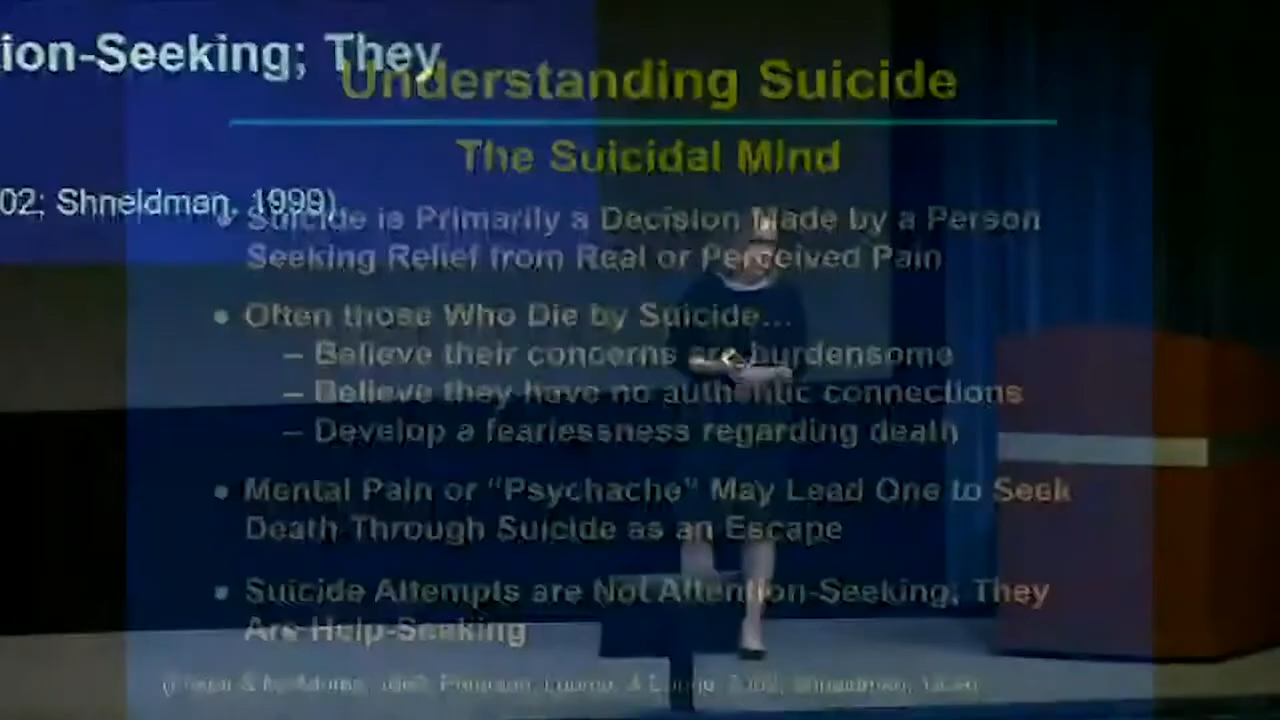 ion-Seeking; They
Understanding Suicide
The Suicidal Mind
02; Shneidman, 1999)
• Suicide is Primarily a Decision Made by a Person
Seeking Relief from Real or Perceived Pain
• Often those Who Die by Suicide...
– Believe their concerns are burdensome
– Believe they have no authentic connections
– Develop a fearlessness regarding death
• Mental Pain or "Psychache" May Lead One to Seek
Death Through Suicide as an Escape
• Suicide Attempts are Not Attention-Seeking; They
Are Help-Seeking